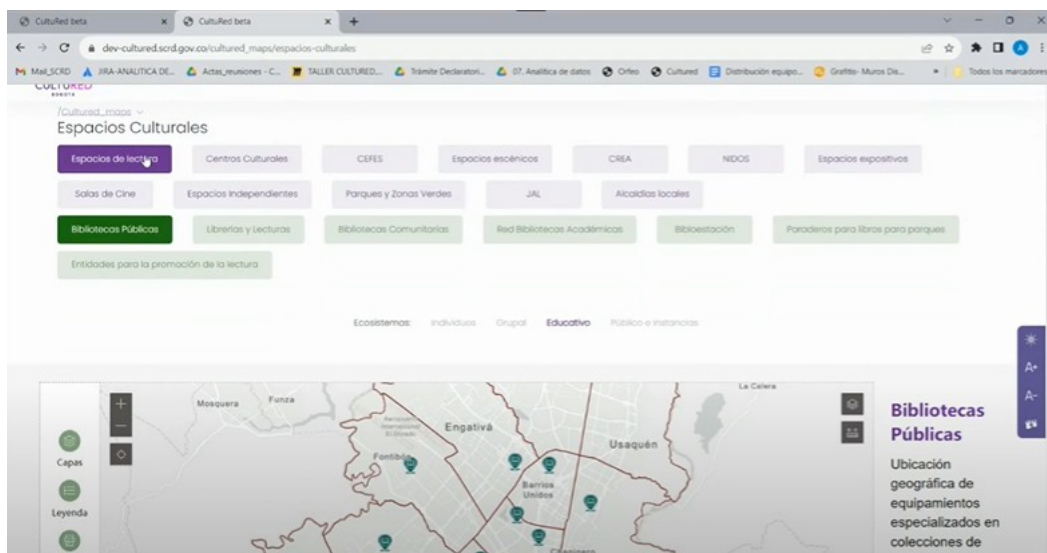 CultuRed beta
CultuRed beta
dev-cultured.scrd.gov.co/cultured_maps/espacios-culturales
Mail_SCRD JIRA-ANALITICA DE... Actas_reuniones - C... TALLER CULTURED... Trámite Declaratori... 07. Analítica de datos Orfeo Cultured Distribución equipo... Grafitis- Muros Dis... » Todos los marcadores
CULTURED
BOGOTÁ
/Cultured_maps
Espacios Culturales
Espacios de lectura Centros Culturales CEFES Espacios escénicos CREA NIDOS Espacios expositivos
Salas de Cine Espacios Independientes Parques y Zonas Verdes JAL Alcaldías locales
Bibliotecas Públicas Librerías y Lecturas Bibliotecas Comunitarias Red Bibliotecas Académicas Bibloestación Paraderos para libros para parques
Entidades para la promoción de la lectura
Ecosistemas: Individuos Grupal Educativo Público e instancias
A+
A-
La Calera
Mosquera Funza
Engativá
Usaquén
Fontibón
Barrios
Unidos
Chapinero
Capas
Leyenda
Bibliotecas
Públicas
Ubicación
geográfica de
equipamientos
especializados en
colecciones de